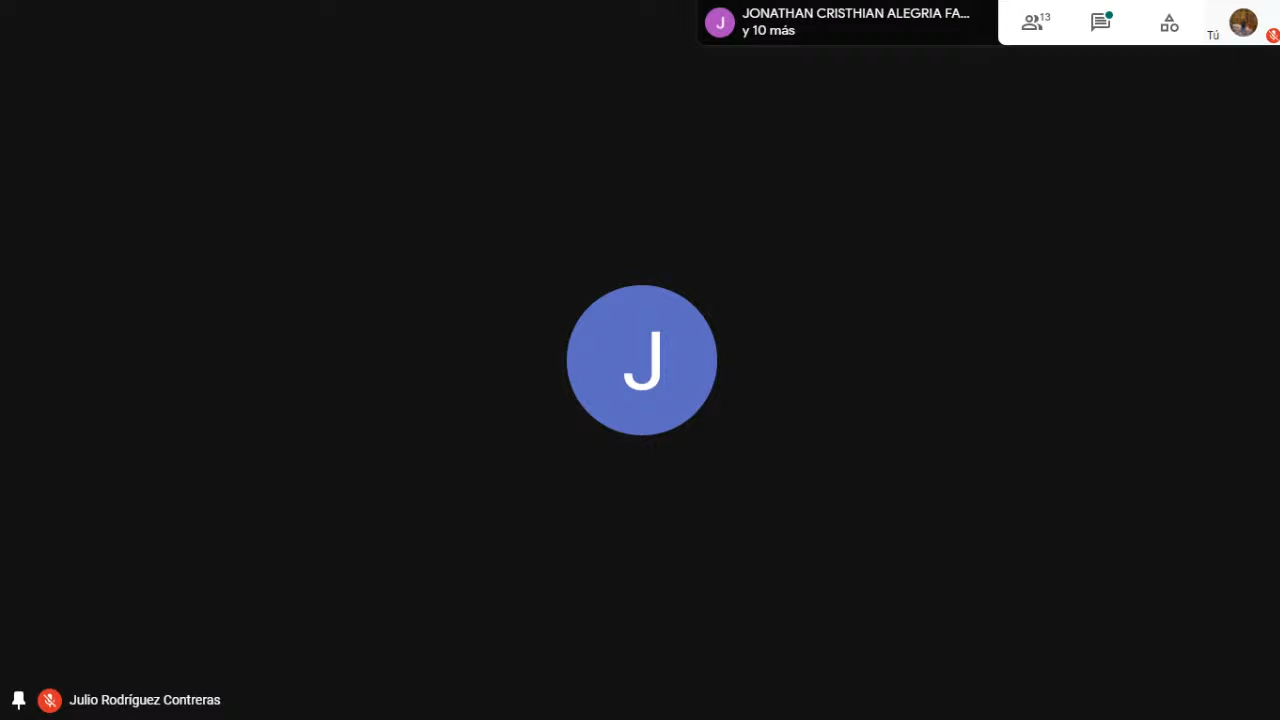 J JONATHAN CRISTHIAN ALEGRIA FA...
y 10 más
13
Tú
J
Julio Rodríguez Contreras